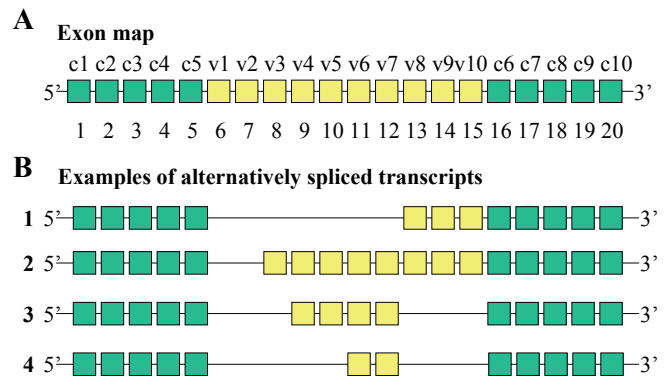 A
Exon map
c1 c2 c3 c4 c5 v1 v2 v3 v4 v5 v6 v7 v8 v9 v10 c6 c7 c8 c9 c10
5’ 3’
1 2 3 4 5 6 7 8 9 10 11 12 13 14 15 16 17 18 19 20
B
Examples of alternatively spliced transcripts
1 5’ 3’
2 5’ 3’
3 5’ 3’
4 5’ 3’